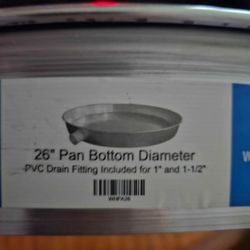 26" Pan Bottom Diameter
PVC Drain Fitting Included for 1" and 1-1/2"
W